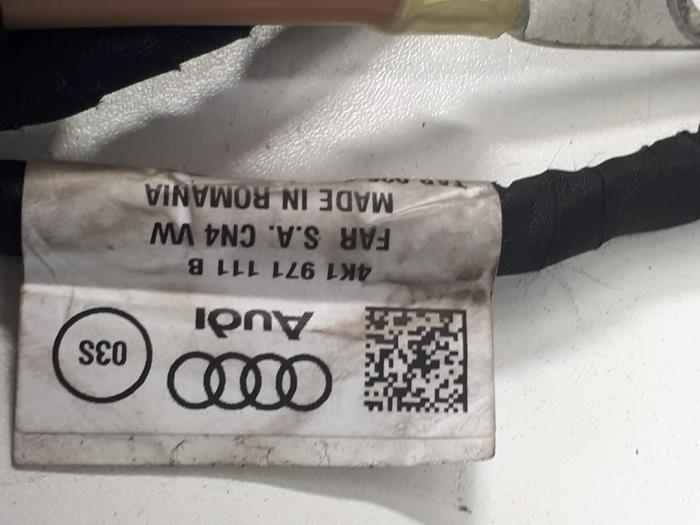 03S
Audi
4K1 971 111 B
FAR S.A. CN4 VW
MADE IN ROMANIA